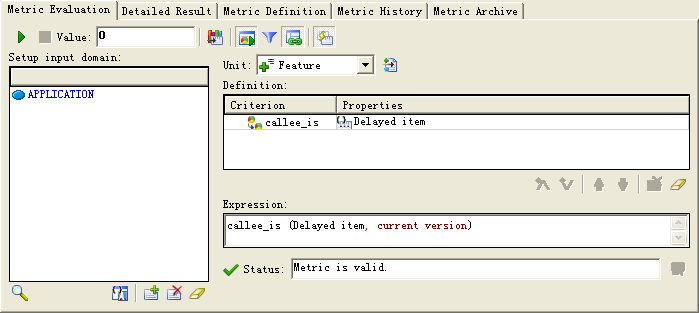 Metric Evaluation Detailed Result Metric Definition Metric History Metric Archive
Value: 0
Setup input domain:
APPLICATION
Unit: Feature
Definition:
Criterion Properties
callee_is Delayed item
Expression:
callee_is (Delayed item, current version)
Status: Metric is valid.